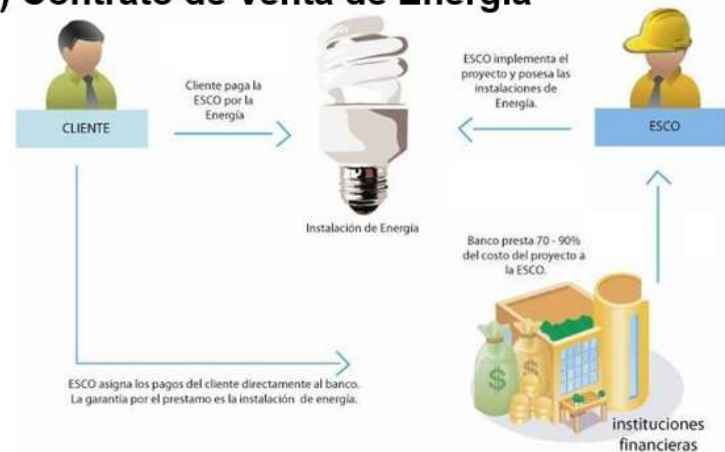 ) Contrato de Venta de Energía
Cliente paga la
ESCO por la
Energía
ESCO implementa el
proyecto y posesa las
instalaciones de
Energía.
CLIENTE
ESCO
Instalación de Energía
Banco presta 70 - 90%
del costo del proyecto a
la ESCO.
$
$
ESCO asigna los pagos del cliente directamente al banco.
La garantía por el prestamo es la instalación de energía.
instituciones
financieras